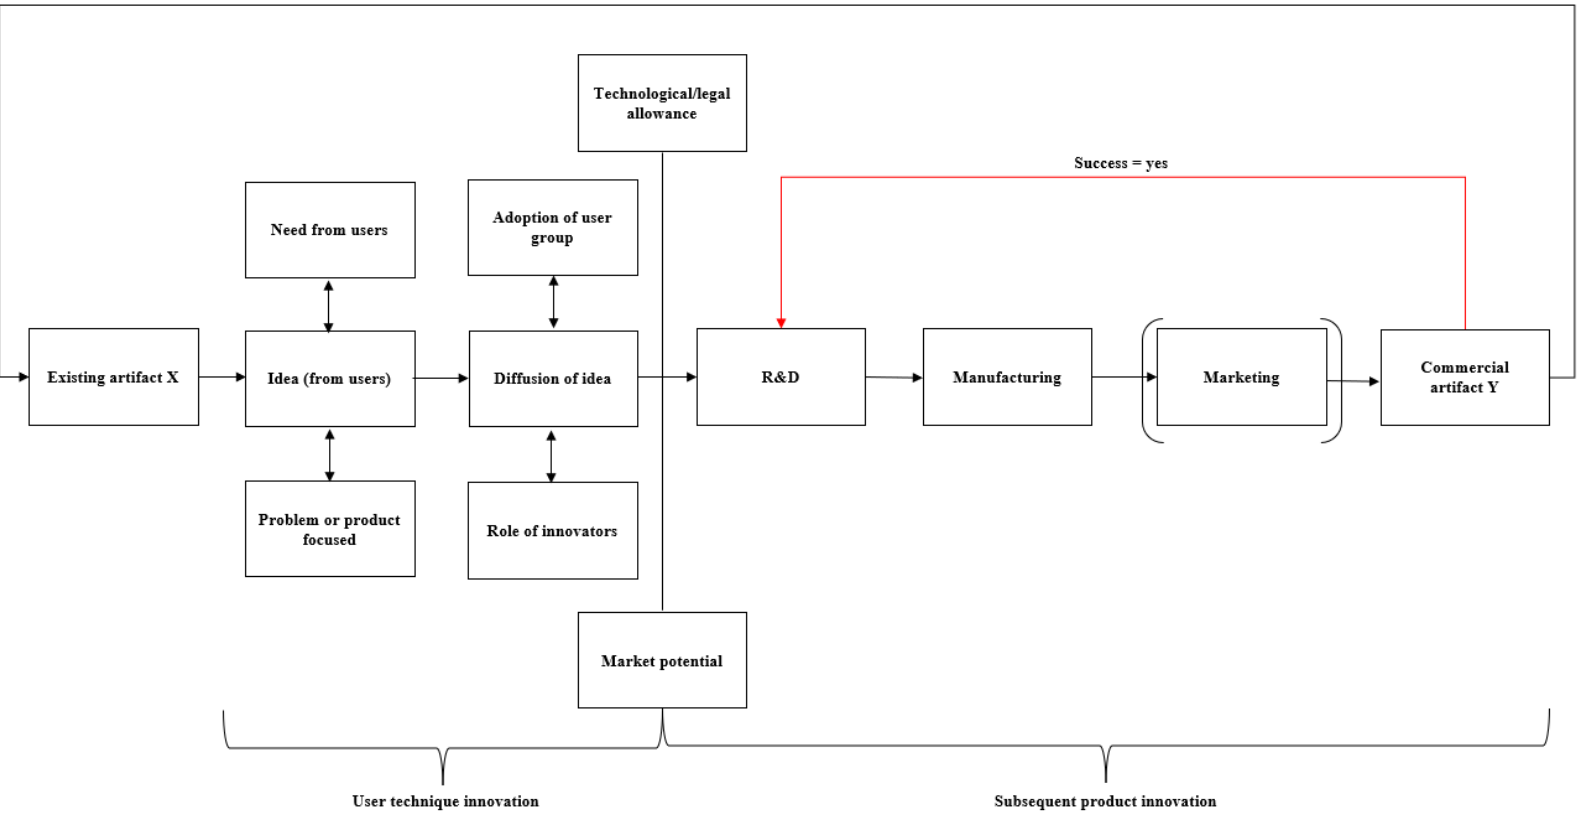 Technological/legal
allowance
Success = yes
Need from users
Adoption of user
group
Existing artifact X
Idea (from users)
Diffusion of idea
R&D
Manufacturing
Marketing
Commercial
artifact Y
Problem or product
focused
Role of innovators
Market potential
User technique innovation
Subsequent product innovation